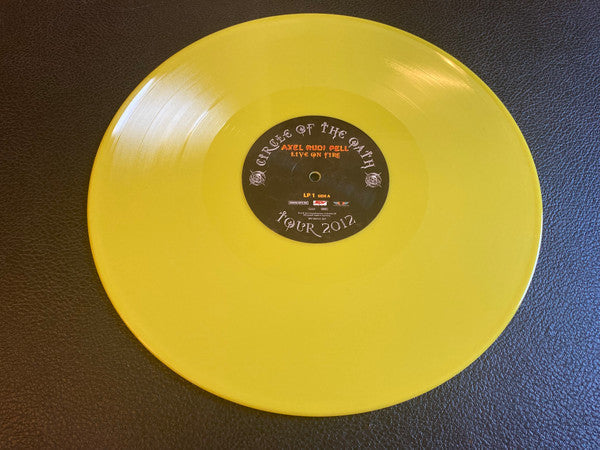 CIRCLE OF THE OATH
AXEL RUDI PELL
LIVE ON FIRE
LP 1 SIDE A
TOUR 2012